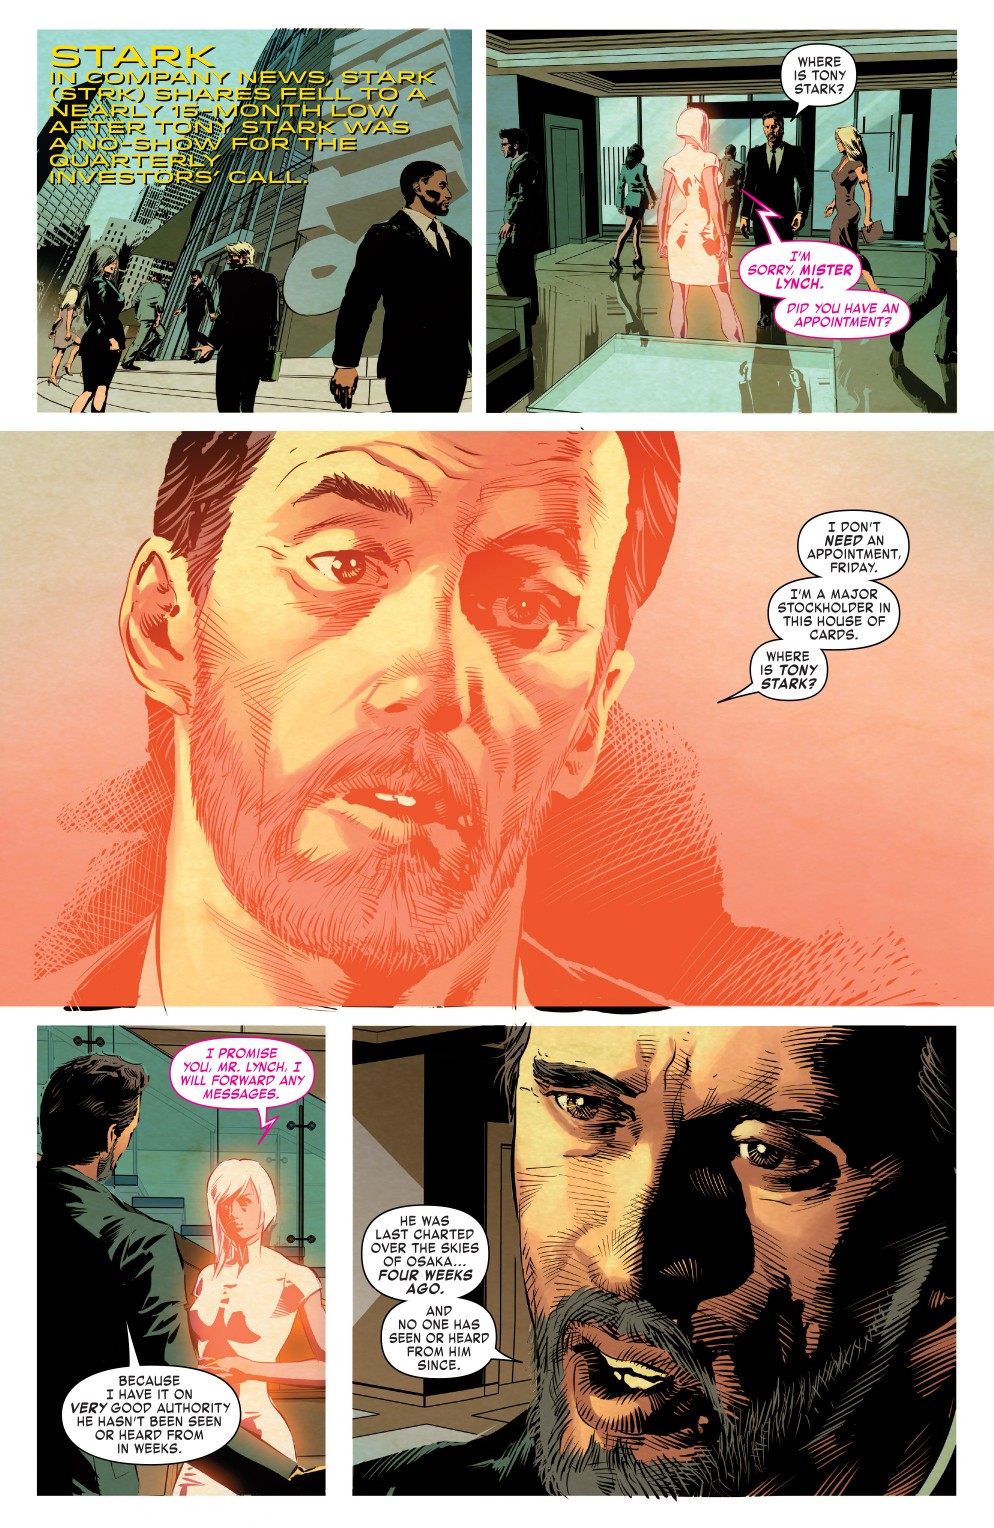 STARK
IN COMPANY NEWS, STARK
(STRK) SHARES FELL TO A
NEARLY 15-MONTH LOW
AFTER TONY STARK WAS
A NO-SHOW FOR THE
QUARTERLY
INVESTORS' CALL.
WHERE
IS TONY
STARK?
I'M
SORRY, MISTER
LYNCH.
DID YOU HAVE AN
APPOINTMENT?
I DON'T
NEED AN
APPOINTMENT,
FRIDAY.
I'M A MAJOR
STOCKHOLDER IN
THIS HOUSE OF
CARDS.
WHERE
IS TONY
STARK?
I PROMISE
YOU, MR. LYNCH, I
WILL FORWARD ANY
MESSAGES.
BECAUSE
I HAVE IT ON
VERY GOOD AUTHORITY
HE HASN'T BEEN SEEN
OR HEARD FROM
IN WEEKS.
HE WAS
LAST CHARTED
OVER THE SKIES
OF OSAKA...
FOUR WEEKS
AGO.
AND
NO ONE HAS
SEEN OR HEARD
FROM HIM
SINCE.